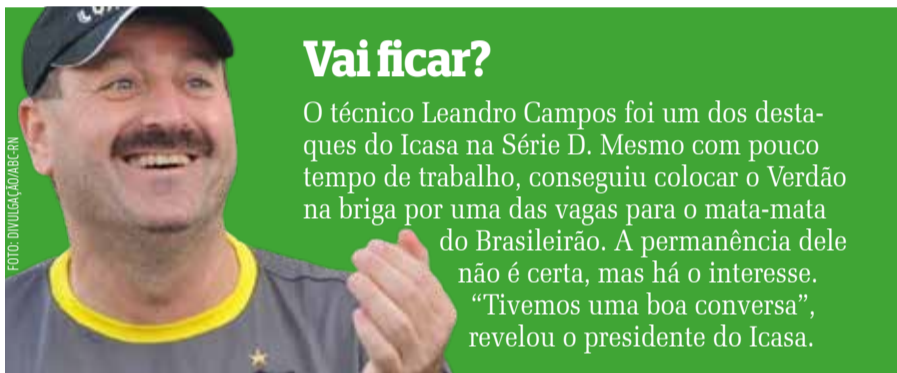 Vai ficar?
O técnico Leandro Campos foi um dos desta-
ques do Icasa na Série D. Mesmo com pouco
tempo de trabalho, conseguiu colocar o Verdão
na briga por uma das vagas para o mata-mata
do Brasileirão. A permanência dele
não é certa, mas há o interesse.
“Tivemos uma boa conversa”,
revelou o presidente do Icasa.
FOTO: DIVULGAÇÃO/ABC-RN